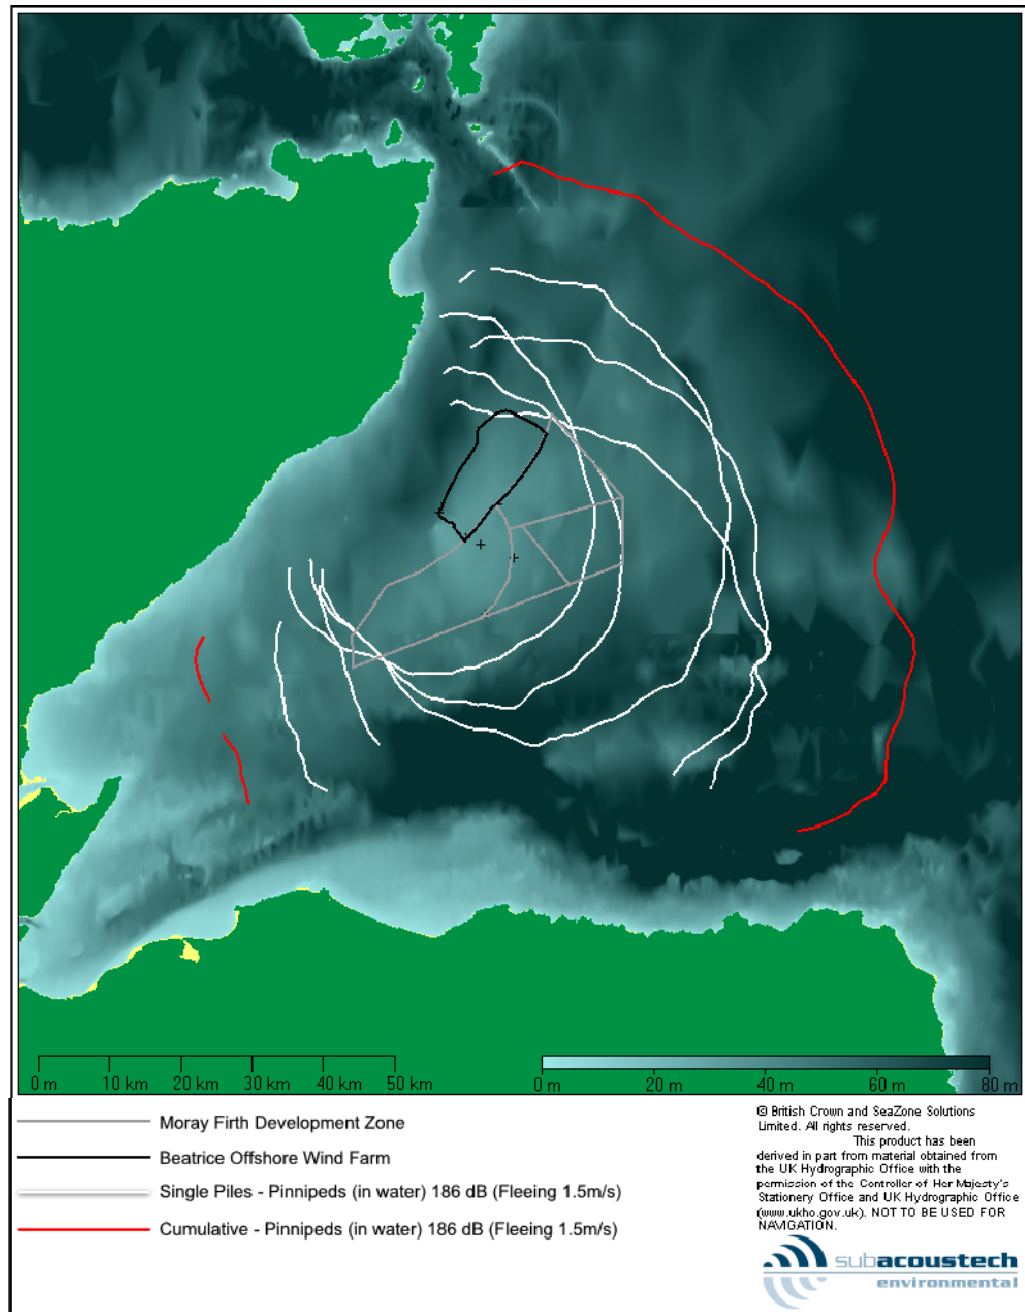 0 m 10 km 20 km 30 km 50 km
0 m 20 m 40 m 60 m 80 m
Moray Firth Development Zone
Beatrice Offshore Wind Farm
Single Piles - Pinnipeds (in water) 186 dB (Fleeing 1.5m/s)
Cumulative - Pinnipeds (in water) 186 dB (Fleeing 1.5m/s)
© British Crown and SeaZone Solutions
Limited. All rights reserved.
This product has been
derived in part from material obtained from
the UK Hydrographic Office with the
permission of the Controller of Her Majesty's
Stationery Office and UK Hydrographic Office
(www.ukho.gov.uk). NOT TO BE USED FOR
NAVIGATION.
subacoustech
environmental